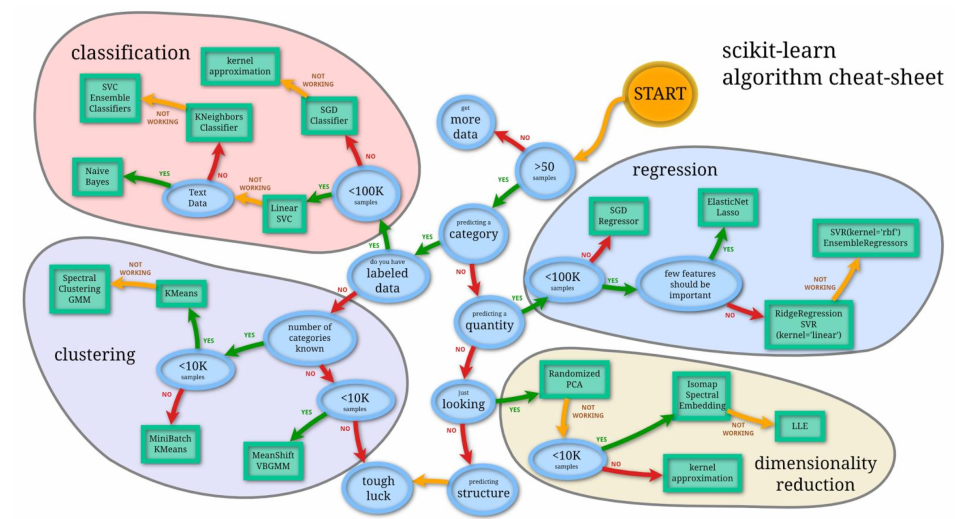 scikit-learn
algorithm cheat-sheet
START
classification
kernel
approximation
NOT
WORKING
SVC
Ensemble
Classifiers
NOT
WORKING
KNeighbors
Classifier
SGD
Classifier
NO
Naive
Bayes
YES
Text
Data
NO
NOT
WORKING
Linear
SVC
YES
<100K
samples
YES
get
more
data
NO
>50
samples
YES
predicting a
category
YES
NO
do you have
labeled
data
NO
predicting a
quantity
YES
NO
just
looking
YES
NO
predicting
structure
tough
luck
regression
SGD
Regressor
NO
<100K
samples
YES
ElasticNet
Lasso
YES
few features
should be
important
NO
SVR(kernel='rbf')
EnsembleRegressors
NOT
WORKING
RidgeRegression
SVR
(kernel='linear')
clustering
Spectral
Clustering
GMM
NOT
WORKING
KMeans
YES
<10K
samples
YES
NO
number of
categories
known
NO
MiniBatch
KMeans
<10K
samples
YES
NO
MeanShift
VBGMM
Randomized
PCA
NOT
WORKING
<10K
samples
YES
NO
Isomap
Spectral
Embedding
NOT
WORKING
LLE
kernel
approximation
dimensionality
reduction